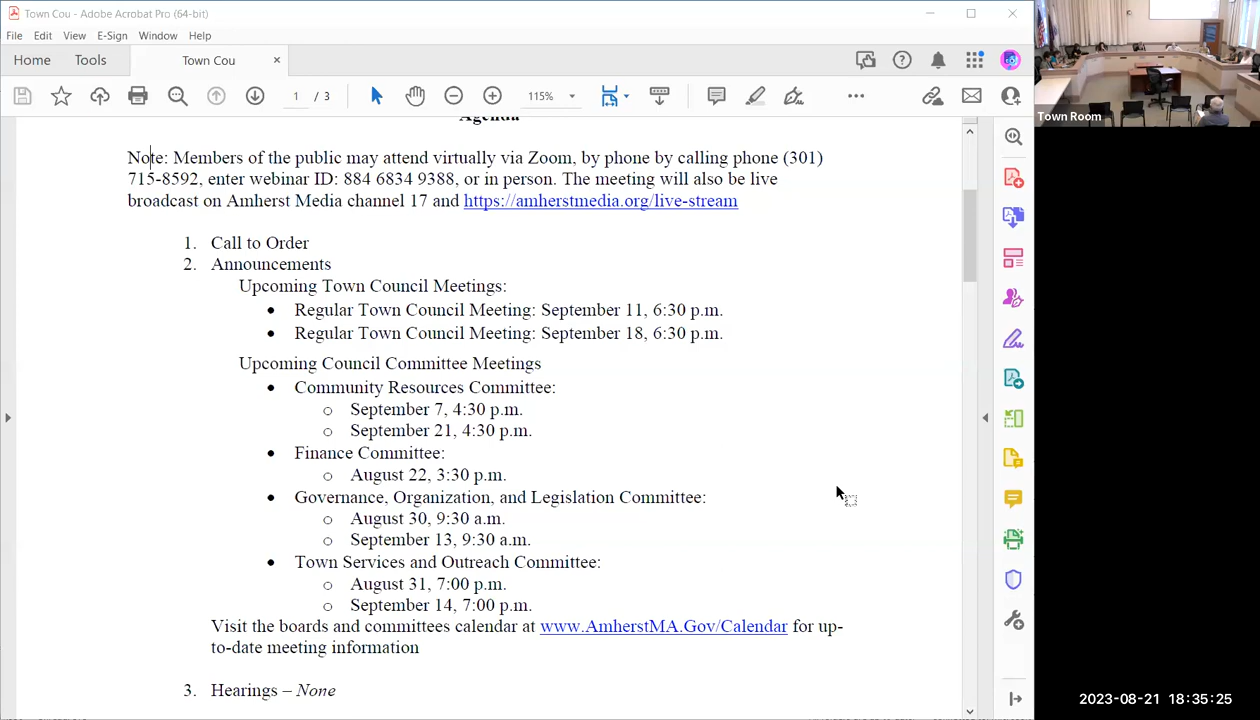 Town Cou - Adobe Acrobat Pro (64-bit)
File Edit View E-Sign Window Help
Home Tools Town Cou
1 / 3 115%
Agenda
Note: Members of the public may attend virtually via Zoom, by phone by calling phone (301)
715-8592, enter webinar ID: 884 6834 9388, or in person. The meeting will also be live
broadcast on Amherst Media channel 17 and https://amherstmedia.org/live-stream
1. Call to Order
2. Announcements
Upcoming Town Council Meetings:
• Regular Town Council Meeting: September 11, 6:30 p.m.
• Regular Town Council Meeting: September 18, 6:30 p.m.
Upcoming Council Committee Meetings
• Community Resources Committee:
o September 7, 4:30 p.m.
o September 21, 4:30 p.m.
• Finance Committee:
o August 22, 3:30 p.m.
• Governance, Organization, and Legislation Committee:
o August 30, 9:30 a.m.
o September 13, 9:30 a.m.
• Town Services and Outreach Committee:
o August 31, 7:00 p.m.
o September 14, 7:00 p.m.
Visit the boards and committees calendar at www.AmherstMA.Gov/Calendar for up-
to-date meeting information
3. Hearings – None
Town Room
2023-08-21 18:35:25